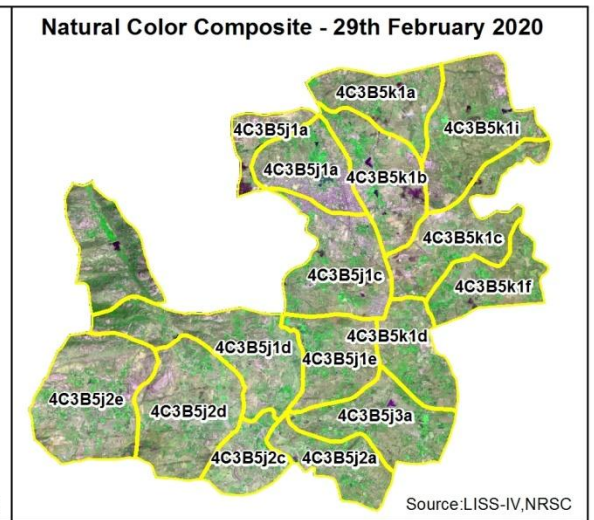 Natural Color Composite - 29th February 2020
4C3B5k1a
4C3B5j1a
4C3B5k1i
4C3B5j1a
4C3B5k1b
4C3B5k1c
4C3B5j1c
4C3B5k1f
4C3B5k1d
4C3B5j1d
4C3B5j1e
4C3B5j2e
4C3B5j2d
4C3B5j3a
4C3B5j2c
4C3B5j2a
Source:LISS-IV,NRSC